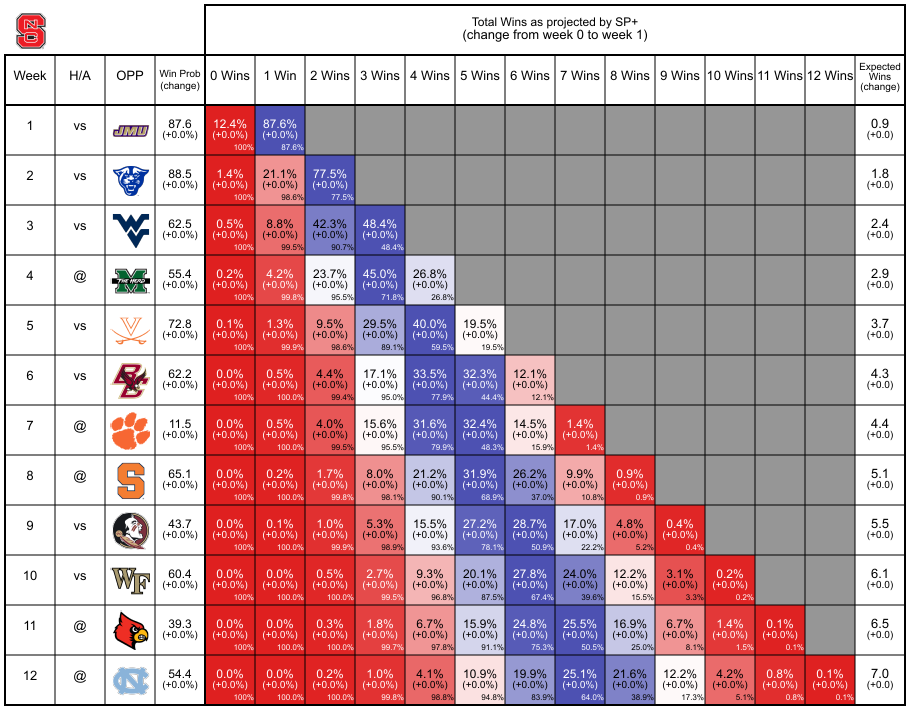 NC
S
Total Wins as projected by SP+
(change from week 0 to week 1)
Week H/A OPP Win Prob (change) 0 Wins 1 Win 2 Wins 3 Wins 4 Wins 5 Wins 6 Wins 7 Wins 8 Wins 9 Wins 10 Wins 11 Wins 12 Wins Expected Wins (change)
1 vs JMU 87.6 12.4% 87.6% 0.9
(+0.0%) (+0.0%) (+0.0%) (+0.0)
100% 87.6%
2 vs 88.5 1.4% 21.1% 77.5% 1.8
(+0.0%) (+0.0%) (+0.0%) (+0.0%) (+0.0)
100% 98.6% 77.5%
3 vs WV 62.5 0.5% 8.8% 42.3% 48.4% 2.4
(+0.0%) (+0.0%) (+0.0%) (+0.0%) (+0.0%) (+0.0)
100% 99.5% 90.7% 48.4%
4 @ M THE HERD 55.4 0.2% 4.2% 23.7% 45.0% 26.8% 2.9
(+0.0%) (+0.0%) (+0.0%) (+0.0%) (+0.0%) (+0.0%) (+0.0)
100% 99.8% 95.5% 71.8% 26.8%
5 vs V 72.8 0.1% 1.3% 9.5% 29.5% 40.0% 19.5% 3.7
(+0.0%) (+0.0%) (+0.0%) (+0.0%) (+0.0%) (+0.0%) (+0.0%) (+0.0)
100% 99.9% 98.6% 89.1% 59.5% 19.5%
6 vs BC 62.2 0.0% 0.5% 4.4% 17.1% 33.5% 32.3% 12.1% 4.3
(+0.0%) (+0.0%) (+0.0%) (+0.0%) (+0.0%) (+0.0%) (+0.0%) (+0.0%) (+0.0)
100% 100.0% 99.4% 95.0% 77.9% 44.4% 12.1%
7 @ 11.5 0.0% 0.5% 4.0% 15.6% 31.6% 32.4% 14.5% 1.4% 4.4
(+0.0%) (+0.0%) (+0.0%) (+0.0%) (+0.0%) (+0.0%) (+0.0%) (+0.0%) (+0.0%) (+0.0)
100% 100.0% 99.5% 95.5% 79.9% 48.3% 15.9% 1.4%
8 @ S 65.1 0.0% 0.2% 1.7% 8.0% 21.2% 31.9% 26.2% 9.9% 0.9% 5.1
(+0.0%) (+0.0%) (+0.0%) (+0.0%) (+0.0%) (+0.0%) (+0.0%) (+0.0%) (+0.0%) (+0.0%) (+0.0)
100% 100.0% 99.8% 98.1% 90.1% 68.9% 37.0% 10.8% 0.9%
9 vs 43.7 0.0% 0.1% 1.0% 5.3% 15.5% 27.2% 28.7% 17.0% 4.8% 0.4% 5.5
(+0.0%) (+0.0%) (+0.0%) (+0.0%) (+0.0%) (+0.0%) (+0.0%) (+0.0%) (+0.0%) (+0.0%) (+0.0%) (+0.0)
100% 100.0% 99.9% 98.9% 93.6% 78.1% 50.9% 22.2% 5.2% 0.4%
10 vs WF 60.4 0.0% 0.0% 0.5% 2.7% 9.3% 20.1% 27.8% 24.0% 12.2% 3.1% 0.2% 6.1
(+0.0%) (+0.0%) (+0.0%) (+0.0%) (+0.0%) (+0.0%) (+0.0%) (+0.0%) (+0.0%) (+0.0%) (+0.0%) (+0.0%) (+0.0)
100% 100.0% 100.0% 99.5% 96.8% 87.5% 67.4% 39.6% 15.5% 3.3% 0.2%
11 @ 39.3 0.0% 0.0% 0.3% 1.8% 6.7% 15.9% 24.8% 25.5% 16.9% 6.7% 1.4% 0.1% 6.5
(+0.0%) (+0.0%) (+0.0%) (+0.0%) (+0.0%) (+0.0%) (+0.0%) (+0.0%) (+0.0%) (+0.0%) (+0.0%) (+0.0%) (+0.0%) (+0.0)
100% 100.0% 100.0% 99.7% 97.8% 91.1% 75.3% 50.5% 25.0% 8.1% 1.5% 0.1%
12 @ NC 54.4 0.0% 0.0% 0.2% 1.0% 4.1% 10.9% 19.9% 25.1% 21.6% 12.2% 4.2% 0.8% 0.1% 7.0
(+0.0%) (+0.0%) (+0.0%) (+0.0%) (+0.0%) (+0.0%) (+0.0%) (+0.0%) (+0.0%) (+0.0%) (+0.0%) (+0.0%) (+0.0%) (+0.0%) (+0.0)
100% 100.0% 100.0% 99.8% 98.8% 94.8% 83.9% 64.0% 38.9% 17.3% 5.1% 0.8% 0.1%